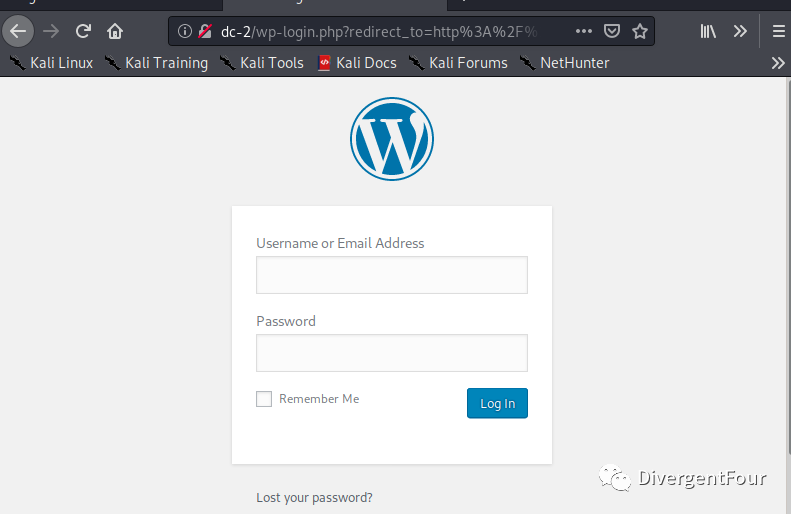 dc-2/wp-login.php?redirect_to=http%3A%2F%
Kali Linux Kali Training Kali Tools Kali Docs Kali Forums NetHunter
W
Username or Email Address
Password
Remember Me
Log In
DivergentFour
Lost your password?